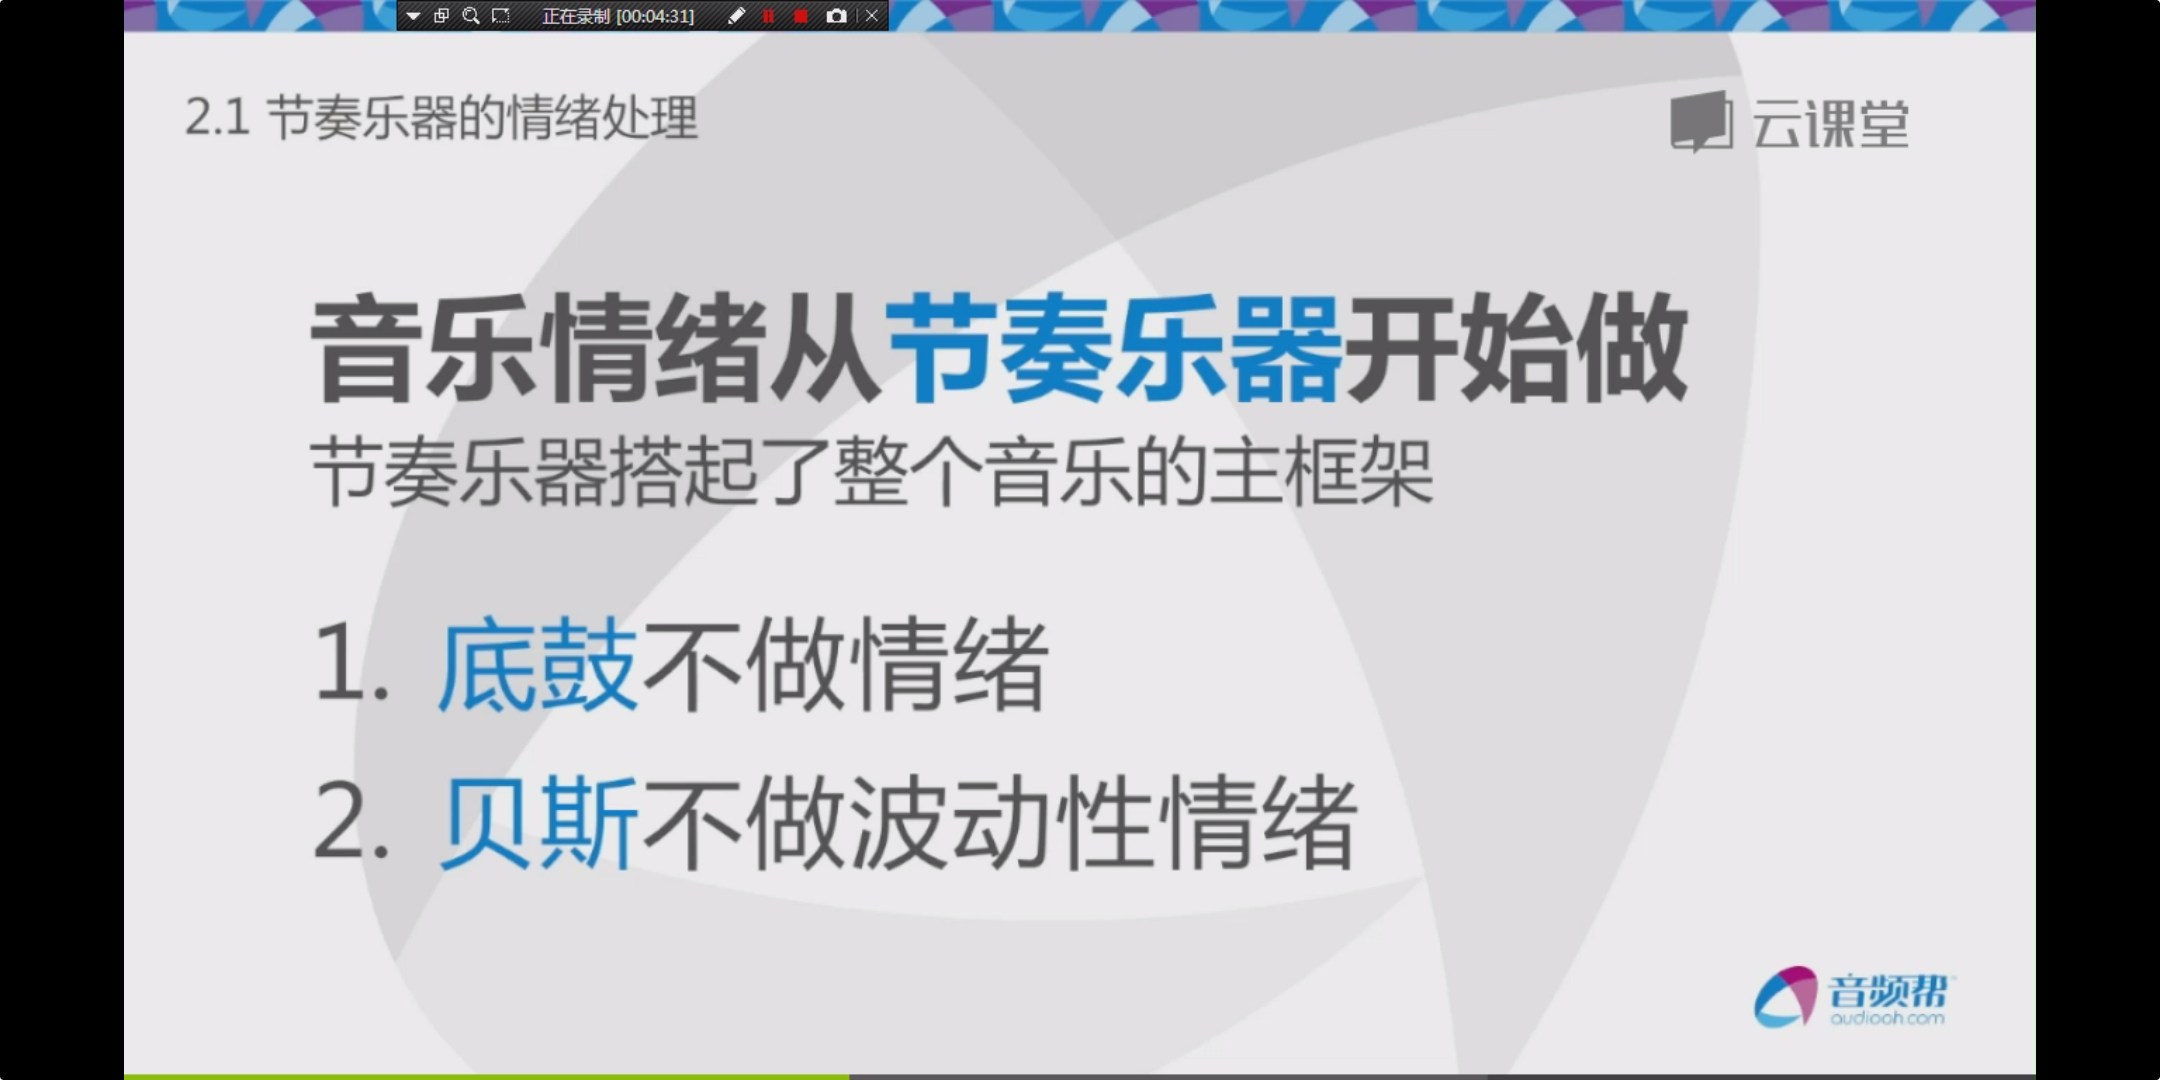 正在录制 [00:04:31]
2.1 节奏乐器的情绪处理
云课堂
音乐情绪从节奏乐器开始做
节奏乐器搭起了整个音乐的主框架
1. 底鼓不做情绪
2. 贝斯不做波动性情绪
音频帮
audiooh.com